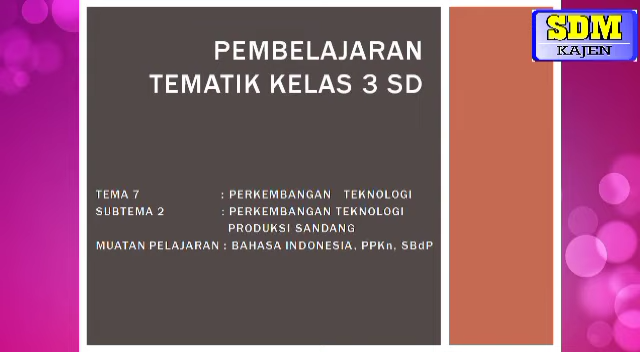 SDM
KAJEN
PEMBELAJARAN
TEMATIK KELAS 3 SD
TEMA 7 : PERKEMBANGAN TEKNOLOGI
SUBTEMA 2 : PERKEMBANGAN TEKNOLOGI
PRODUKSI SANDANG
MUATAN PELAJARAN : BAHASA INDONESIA, PPKn, SBdP